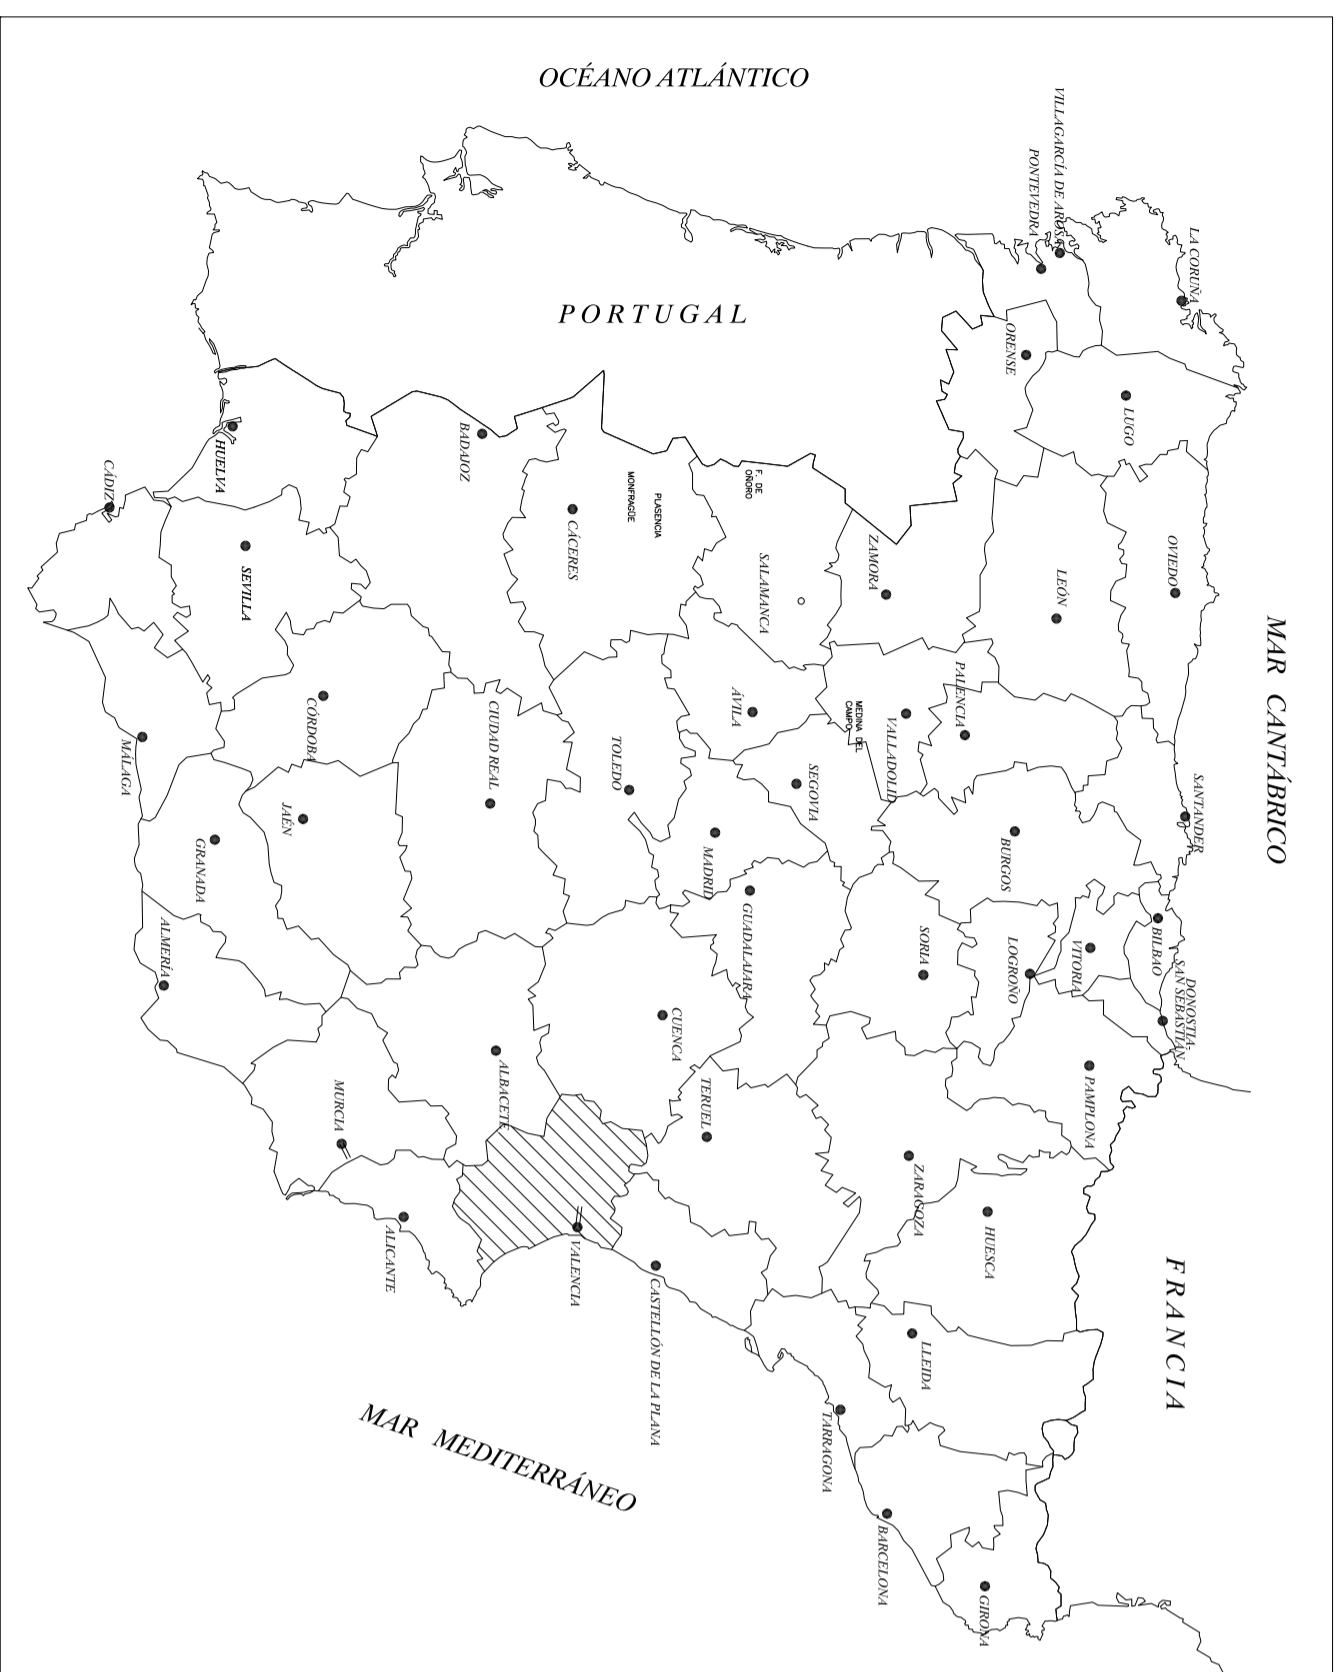 OCÉANO ATLÁNTICO
MAR CANTÁBRICO
FRANCIA
PORTUGAL
MAR MEDITERRÁNEO
VILLAGARCÍA DE AROSA
PONTEVEDRA
LA CORUÑA
ORENSE
LUGO
OVIEDO
LEÓN
ZAMORA
F. DE
OÑORO
SALAMANCA
PLASENCIA
MONFRAGÜE
CÁCERES
BADAJOZ
HUELVA
CÁDIZ
SEVILLA
CÓRDOBA
MÁLAGA
JAÉN
GRANADA
ALMERÍA
CIUDAD REAL
TOLEDO
ÁVILA
MEDINA DEL
CAMPO
VALLADOLID
PALENCIA
SEGOVIA
MADRID
GUADALAJARA
BURGOS
SANTANDER
SORIA
LOGROÑO
VITORIA
BILBAO
DONOSTIA-
SAN SEBASTIÁN
PAMPLONA
CUENCA
TERUEL
ALBACETE
MURCIA
ALICANTE
VALENCIA
CASTELLÓN DE LA PLANA
ZARAGOZA
HUESCA
LLEIDA
TARRAGONA
BARCELONA
GIRONA